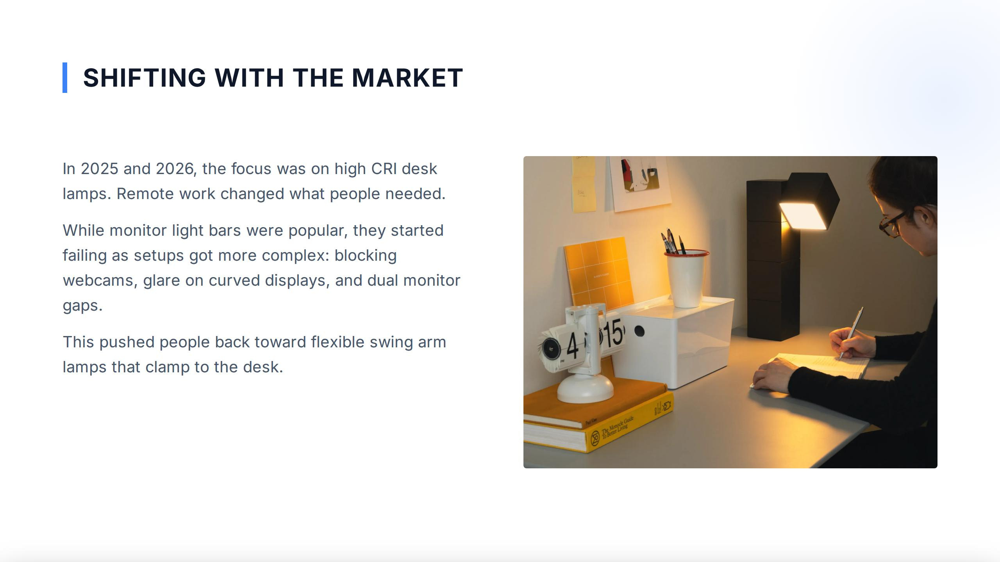 SHIFTING WITH THE MARKET
In 2025 and 2026, the focus was on high CRI desk
lamps. Remote work changed what people needed.
While monitor light bars were popular, they started
failing as setups got more complex: blocking
webcams, glare on curved displays, and dual monitor
gaps.
This pushed people back toward flexible swing arm
lamps that clamp to the desk.
4
15
Paul Klee
The Monocle Guide
To Better Living